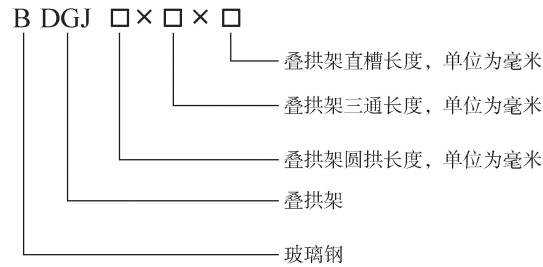 B DGJ □×□×□
叠拱架直槽长度，单位为毫米
叠拱架三通长度，单位为毫米
叠拱架圆拱长度，单位为毫米
叠拱架
玻璃钢